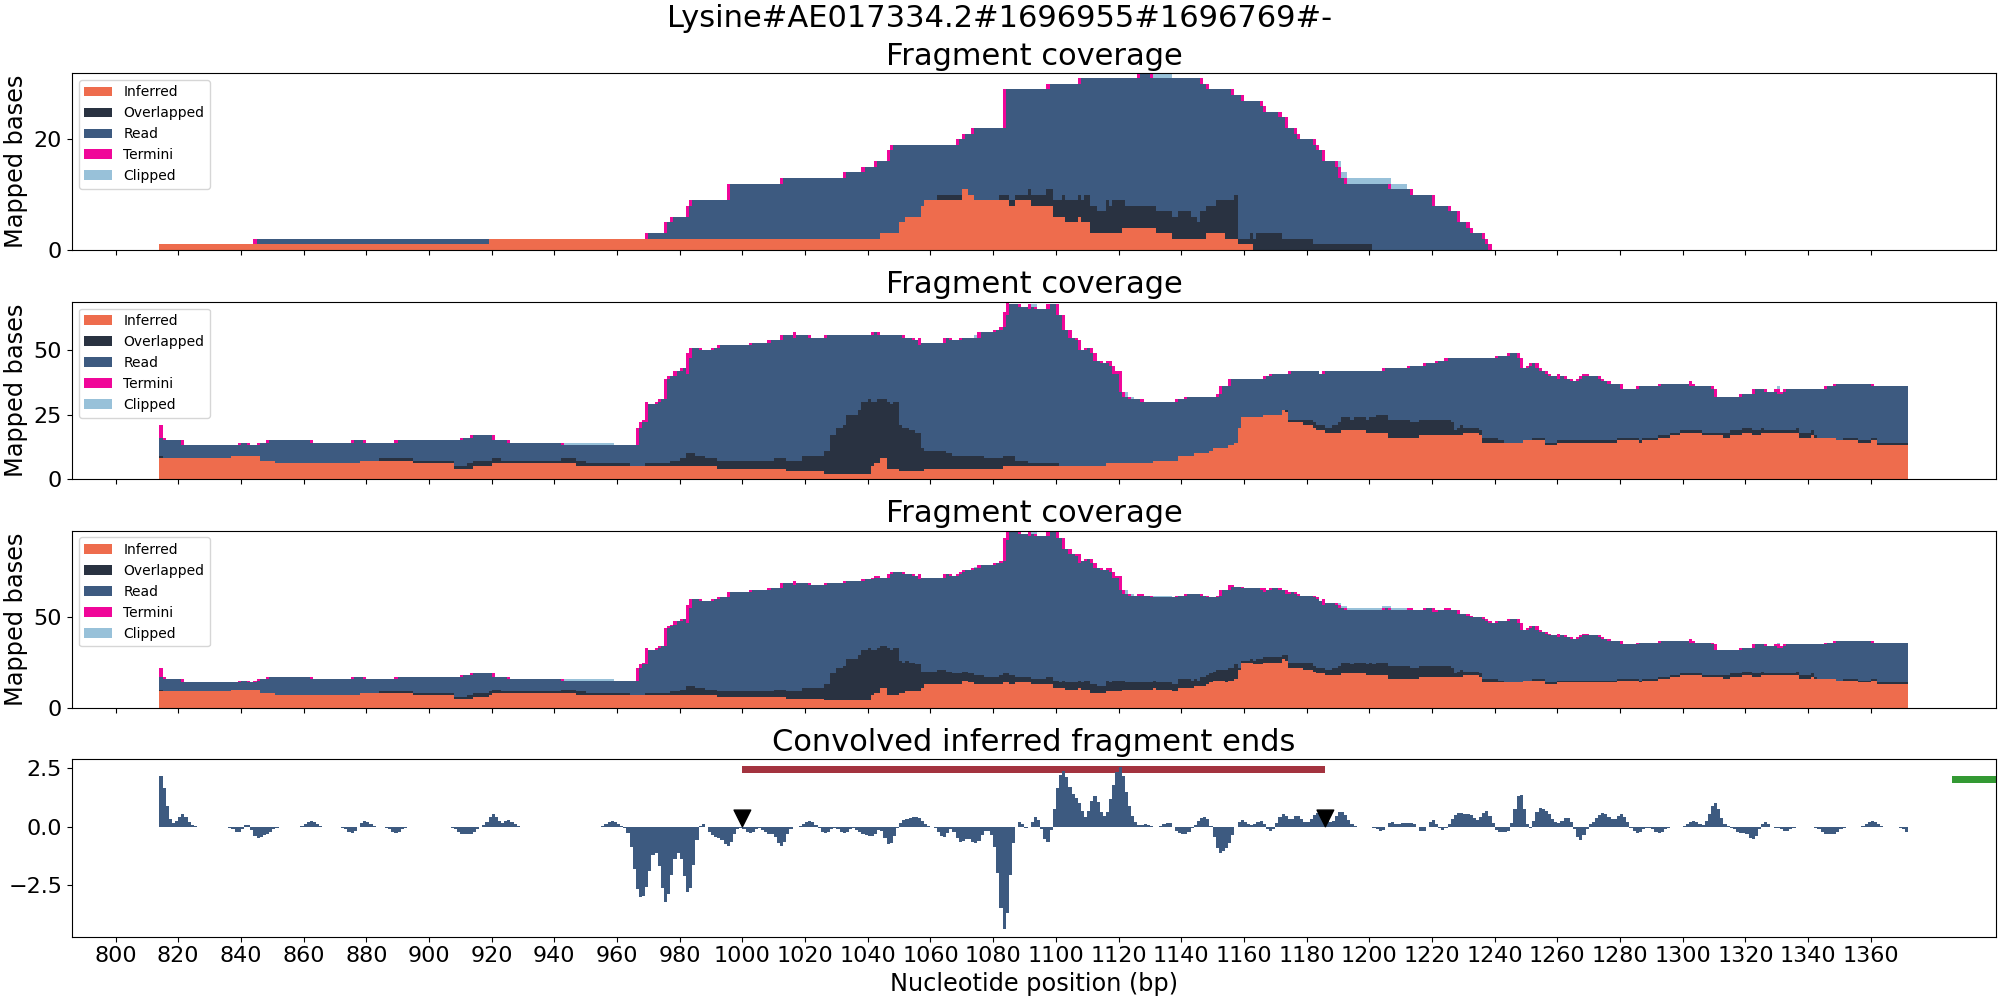 Lysine#AE017334.2#1696955#1696769#-
Fragment coverage
Mapped bases
20
0
Inferred
Overlapped
Read
Termini
Clipped
Fragment coverage
Mapped bases
50
25
0
Inferred
Overlapped
Read
Termini
Clipped
Fragment coverage
Mapped bases
50
0
Inferred
Overlapped
Read
Termini
Clipped
Convolved inferred fragment ends
2.5
0.0
−2.5
800 820 840 860 880 900 920 940 960 980 1000 1020 1040 1060 1080 1100 1120 1140 1160 1180 1200 1220 1240 1260 1280 1300 1320 1340 1360
Nucleotide position (bp)